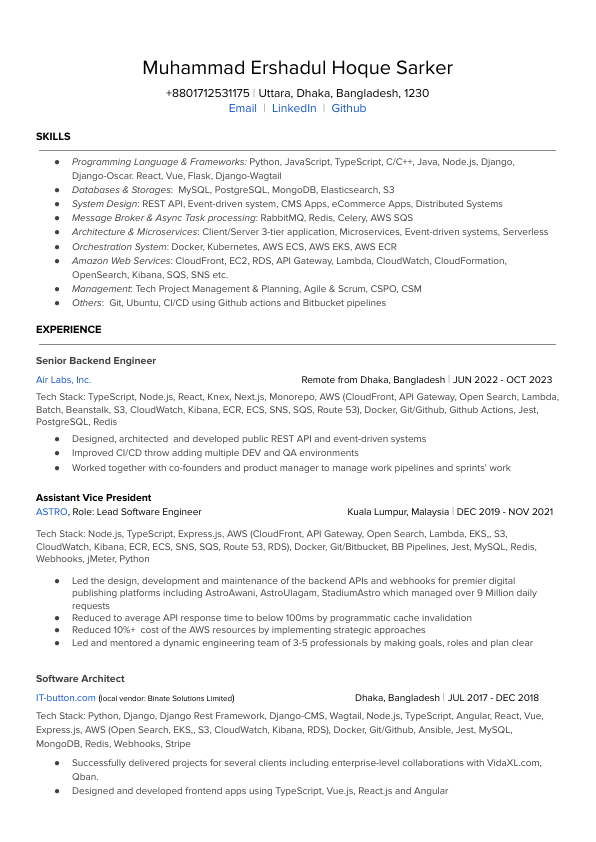 Muhammad Ershadul Hoque Sarker
+8801712531175 | Uttara, Dhaka, Bangladesh, 1230
Email | LinkedIn | Github
SKILLS
● Programming Language & Frameworks: Python, JavaScript, TypeScript, C/C++, Java, Node.js, Django,
Django-Oscar. React, Vue, Flask, Django-Wagtail
● Databases & Storages: MySQL, PostgreSQL, MongoDB, Elasticsearch, S3
● System Design: REST API, Event-driven system, CMS Apps, eCommerce Apps, Distributed Systems
● Message Broker & Async Task processing: RabbitMQ, Redis, Celery, AWS SQS
● Architecture & Microservices: Client/Server 3-tier application, Microservices, Event-driven systems, Serverless
● Orchestration System: Docker, Kubernetes, AWS ECS, AWS EKS, AWS ECR
● Amazon Web Services: CloudFront, EC2, RDS, API Gateway, Lambda, CloudWatch, CloudFormation,
OpenSearch, Kibana, SQS, SNS etc.
● Management: Tech Project Management & Planning, Agile & Scrum, CSPO, CSM
● Others: Git, Ubuntu, CI/CD using Github actions and Bitbucket pipelines
EXPERIENCE
Senior Backend Engineer
Air Labs, Inc. Remote from Dhaka, Bangladesh | JUN 2022 - OCT 2023
Tech Stack: TypeScript, Node.js, React, Knex, Next.js, Monorepo, AWS (CloudFront, API Gateway, Open Search, Lambda,
Batch, Beanstalk, S3, CloudWatch, Kibana, ECR, ECS, SNS, SQS, Route 53), Docker, Git/Github, Github Actions, Jest,
PostgreSQL, Redis
● Designed, architected and developed public REST API and event-driven systems
● Improved CI/CD throw adding multiple DEV and QA environments
● Worked together with co-founders and product manager to manage work pipelines and sprints' work
Assistant Vice President
ASTRO, Role: Lead Software Engineer Kuala Lumpur, Malaysia | DEC 2019 - NOV 2021
Tech Stack: Node.js, TypeScript, Express.js, AWS (CloudFront, API Gateway, Open Search, Lambda, EKS,, S3,
CloudWatch, Kibana, ECR, ECS, SNS, SQS, Route 53, RDS), Docker, Git/Bitbucket, BB Pipelines, Jest, MySQL, Redis,
Webhooks, jMeter, Python
● Led the design, development and maintenance of the backend APIs and webhooks for premier digital
publishing platforms including AstroAwani, AstroUlagam, StadiumAstro which managed over 9 Million daily
requests
● Reduced to average API response time to below 100ms by programmatic cache invalidation
● Reduced 10%+ cost of the AWS resources by implementing strategic approaches
● Led and mentored a dynamic engineering team of 3-5 professionals by making goals, roles and plan clear
Software Architect
IT-button.com (local vendor: Binate Solutions Limited) Dhaka, Bangladesh | JUL 2017 - DEC 2018
Tech Stack: Python, Django, Django Rest Framework, Django-CMS, Wagtail, Node.js, TypeScript, Angular, React, Vue,
Express.js, AWS (Open Search, EKS,, S3, CloudWatch, Kibana, RDS), Docker, Git/Github, Ansible, Jest, MySQL,
MongoDB, Redis, Webhooks, Stripe
● Successfully delivered projects for several clients including enterprise-level collaborations with VidaXL.com,
Qban.
● Designed and developed frontend apps using TypeScript, Vue.js, React.js and Angular